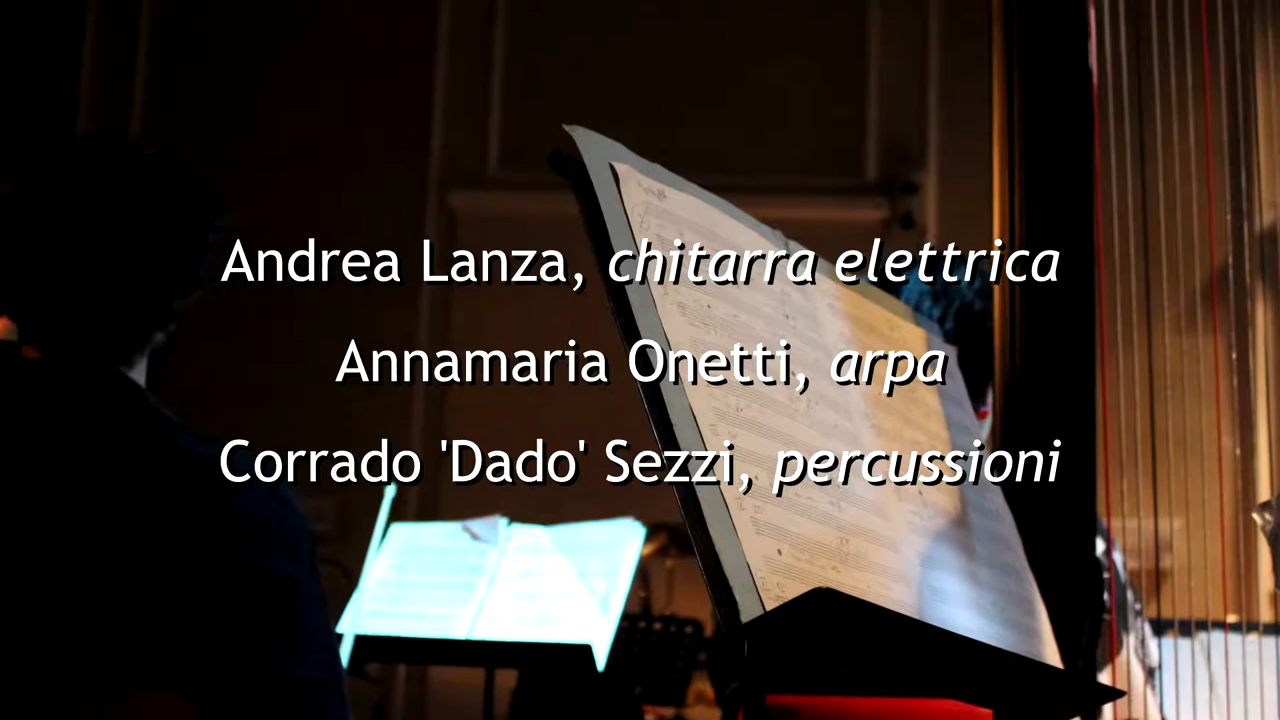 Andrea Lanza, chitarra elettrica
Annamaria Onetti, arpa
Corrado 'Dado' Sezzi, percussioni